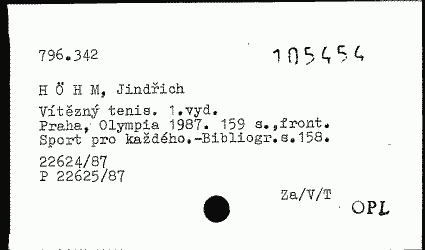 796.342
105454
H Ö H M, Jindřich
Vítězný tenis. 1.vyd.
Praha, Olympia 1987. 159 s.,front.
Sport pro každého.-Bibliogr.s.158.
22624/87
P 22625/87
Za/V/T
OPL